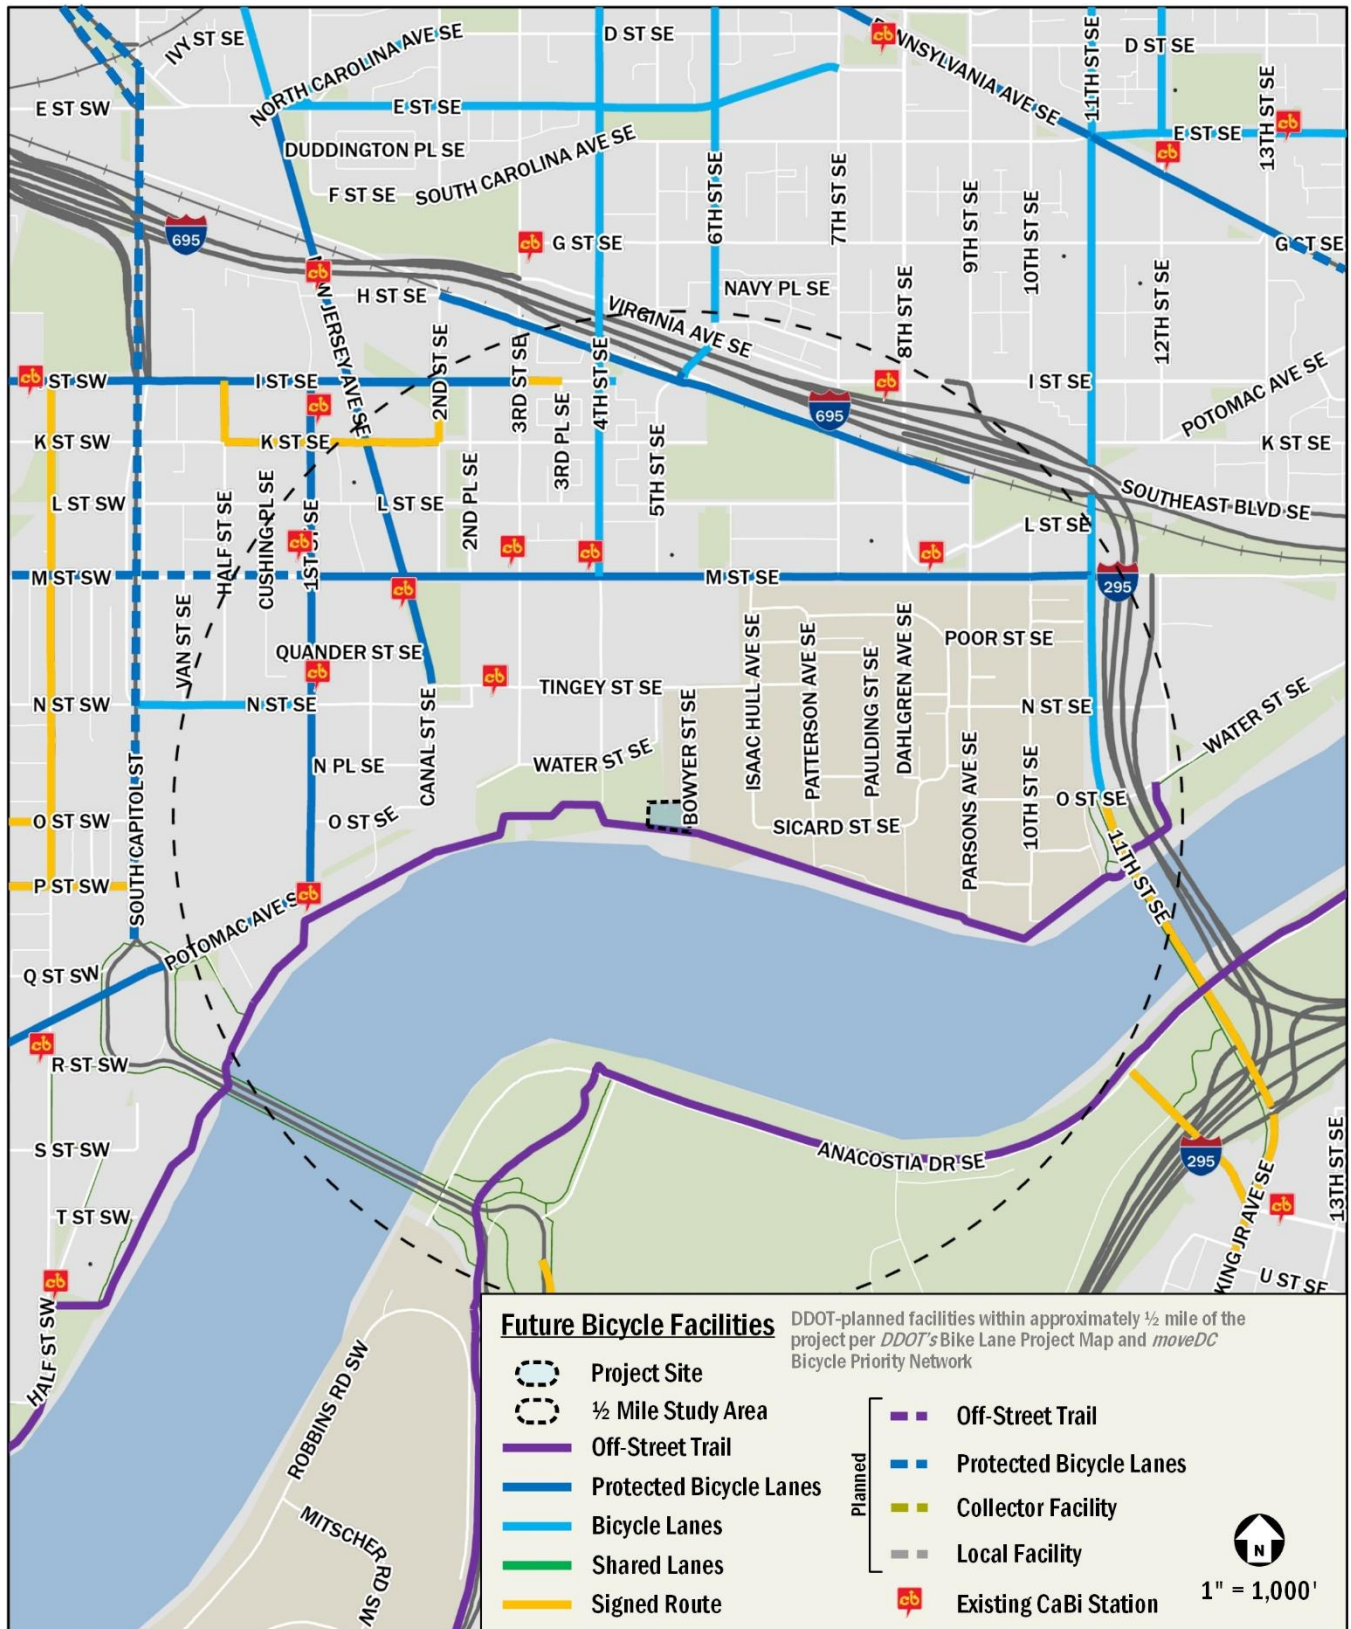 IVY ST SE
NORTH CAROLINA AVE SE
D ST SE
PENNSYLVANIA AVE SE
11TH ST SE
D ST SE
13TH ST SE
E ST SW
E ST SE
E ST SE
DUDDINGTON PL SE
SOUTH CAROLINA AVE SE
F ST SE
6TH ST SE
7TH ST SE
9TH ST SE
10TH ST SE
695
G ST SE
G ST SE
H ST SE
NAVY PL SE
VIRGINIA AVE SE
8TH ST SE
12TH ST SE
NEW JERSEY AVE SE
2ND ST SE
3RD ST SE
4TH ST SE
ST SW
I ST SE
I ST SE
POTOMAC AVE SE
695
K ST SW
K ST SE
3RD PL SE
5TH ST SE
K ST SE
L ST SW
HALF ST SE
CUSHING PL SE
1ST ST SE
L ST SE
2ND PL SE
L ST SE
SOUTHEAST BLVD SE
M ST SW
M ST SE
295
VAN ST SE
QUANDER ST SE
ISAAC HULL AVE SE
PATTERSON AVE SE
PAULDING ST SE
DAHLGREN AVE SE
POOR ST SE
TINGEY ST SE
N ST SW
N ST SE
CANAL ST SE
BOWYER ST SE
N ST SE
WATER ST SE
SOUTH CAPITOL ST
N PL SE
WATER ST SE
PARSONS AVE SE
10TH ST SE
O ST SW
O ST SE
SICARD ST SE
O ST SE
11TH ST SE
P ST SW
POTOMAC AVE S
Q ST SW
R ST SW
S ST SW
ANACOSTIA DR SE
295
13TH ST SE
T ST SW
KING JR AVE SE
U ST SE
HALF ST SW
ROBBINS RD SW
MITSCHER RD SW
Future Bicycle Facilities
DDOT-planned facilities within approximately ½ mile of the
project per DDOT's Bike Lane Project Map and moveDC
Bicycle Priority Network
Project Site
½ Mile Study Area
Off-Street Trail
Protected Bicycle Lanes
Bicycle Lanes
Shared Lanes
Signed Route
Planned
Off-Street Trail
Protected Bicycle Lanes
Collector Facility
Local Facility
Existing CaBi Station
N
1" = 1,000'